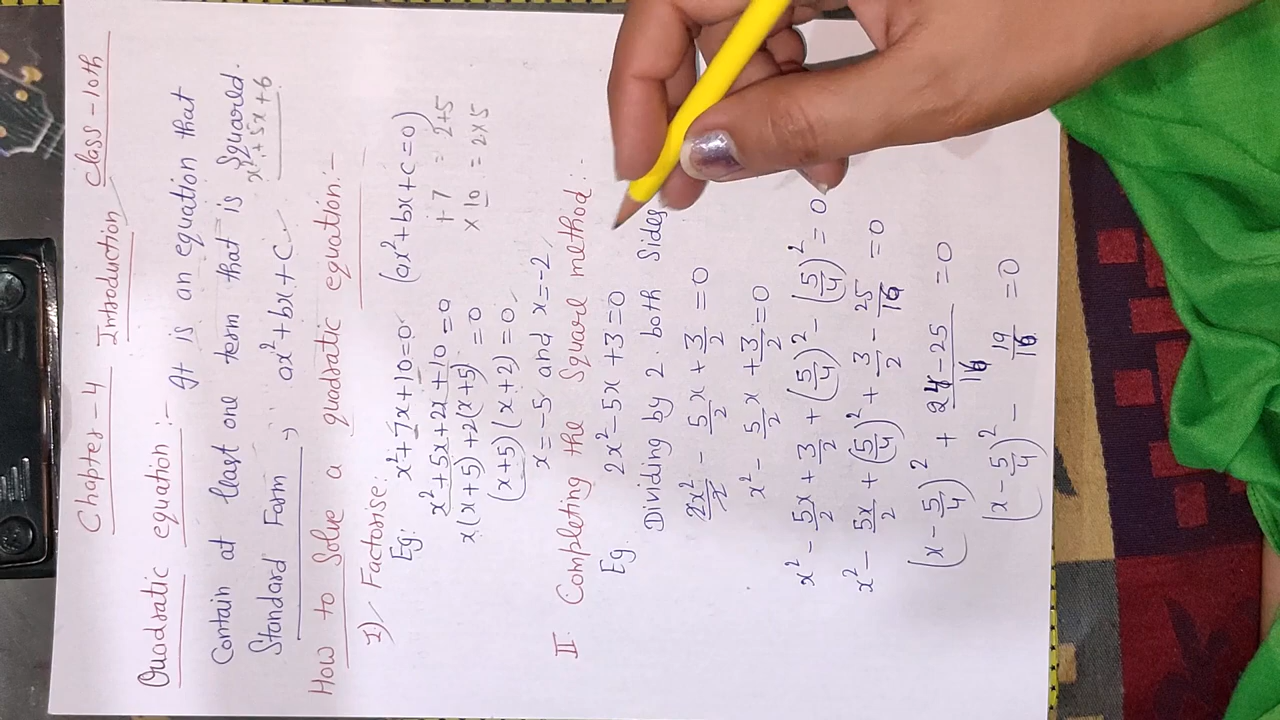 Chapter-4 Introduction Class-10th
Quadratic equation :- It is an equation that
Contain at least one term that is Squared.
x² + 5x + 6
Standard Form → ax² + bx + c
How to Solve a quadratic equation:-
1) Factorise: (ax² + bx + c = 0)
Eg: x² + 7x + 10 = 0
+ 7 = 2+5
x² + 5x + 2x + 10 = 0
× 10 = 2×5
x(x+5) + 2(x+5) = 0
(x+5)(x+2) = 0
x = -5 and x = -2
II. Completing the Squared method:
Eg. 2x² - 5x + 3 = 0
Dividing by 2 both Sides
2x²/2 - 5/2 x + 3/2 = 0
x² - 5/2 x + 3/2 = 0
x² - 5x/2 + 3/2 + (5/4)² - (5/4)² = 0
x² - 5x/2 + (5/4)² + 3/2 - 25/16 = 0
(x - 5/4)² + 24-25/16 = 0
(x - 5/4)² - 19/16 = 0